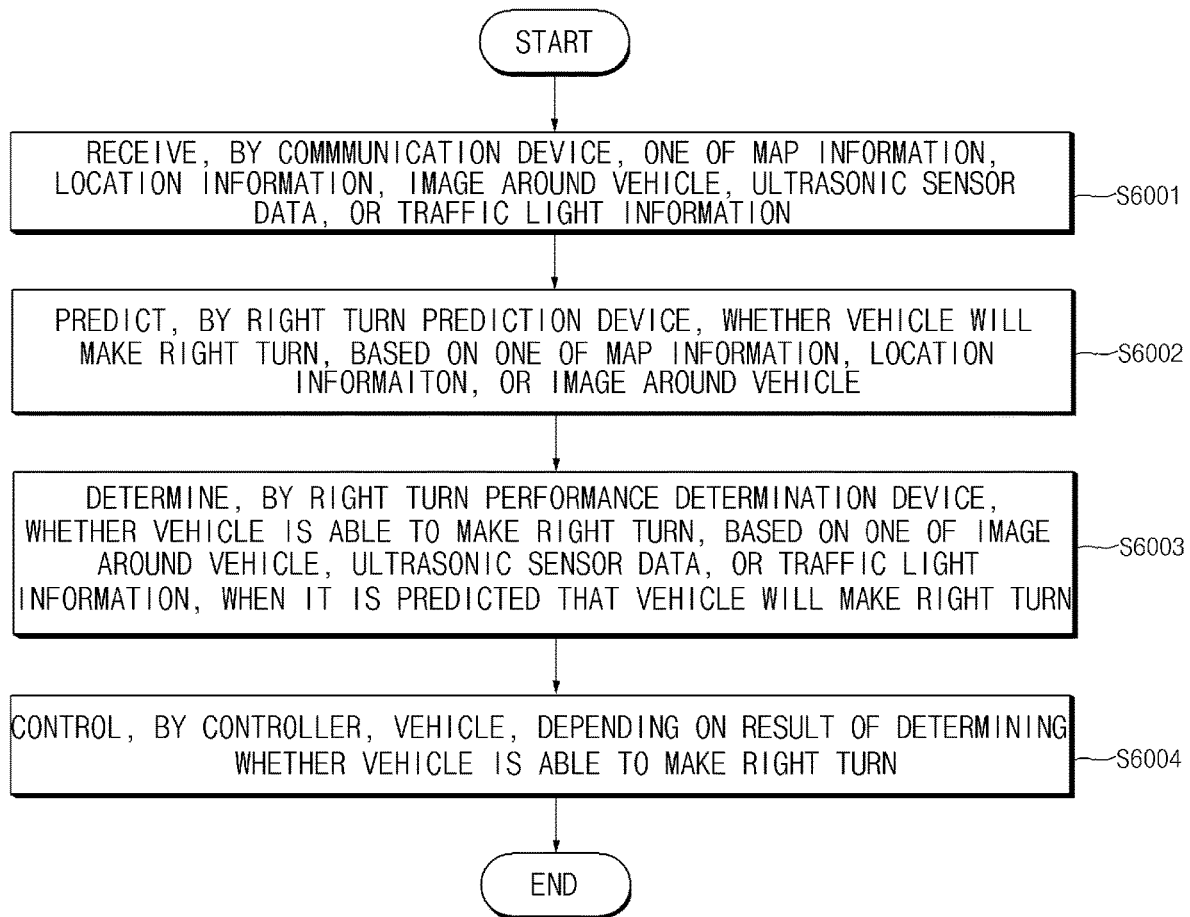 START
RECEIVE, BY COMMMUNICATION DEVICE, ONE OF MAP INFORMATION,
LOCATION INFORMATION, IMAGE AROUND VEHICLE, ULTRASONIC SENSOR
DATA, OR TRAFFIC LIGHT INFORMATION
S6001
PREDICT, BY RIGHT TURN PREDICTION DEVICE, WHETHER VEHICLE WILL
MAKE RIGHT TURN, BASED ON ONE OF MAP INFORMATION, LOCATION
INFORMAITON, OR IMAGE AROUND VEHICLE
S6002
DETERMINE, BY RIGHT TURN PERFORMANCE DETERMINATION DEVICE,
WHETHER VEHICLE IS ABLE TO MAKE RIGHT TURN, BASED ON ONE OF IMAGE
AROUND VEHICLE, ULTRASONIC SENSOR DATA, OR TRAFFIC LIGHT
INFORMATION, WHEN IT IS PREDICTED THAT VEHICLE WILL MAKE RIGHT TURN
S6003
CONTROL, BY CONTROLLER, VEHICLE, DEPENDING ON RESULT OF DETERMINING
WHETHER VEHICLE IS ABLE TO MAKE RIGHT TURN
S6004
END